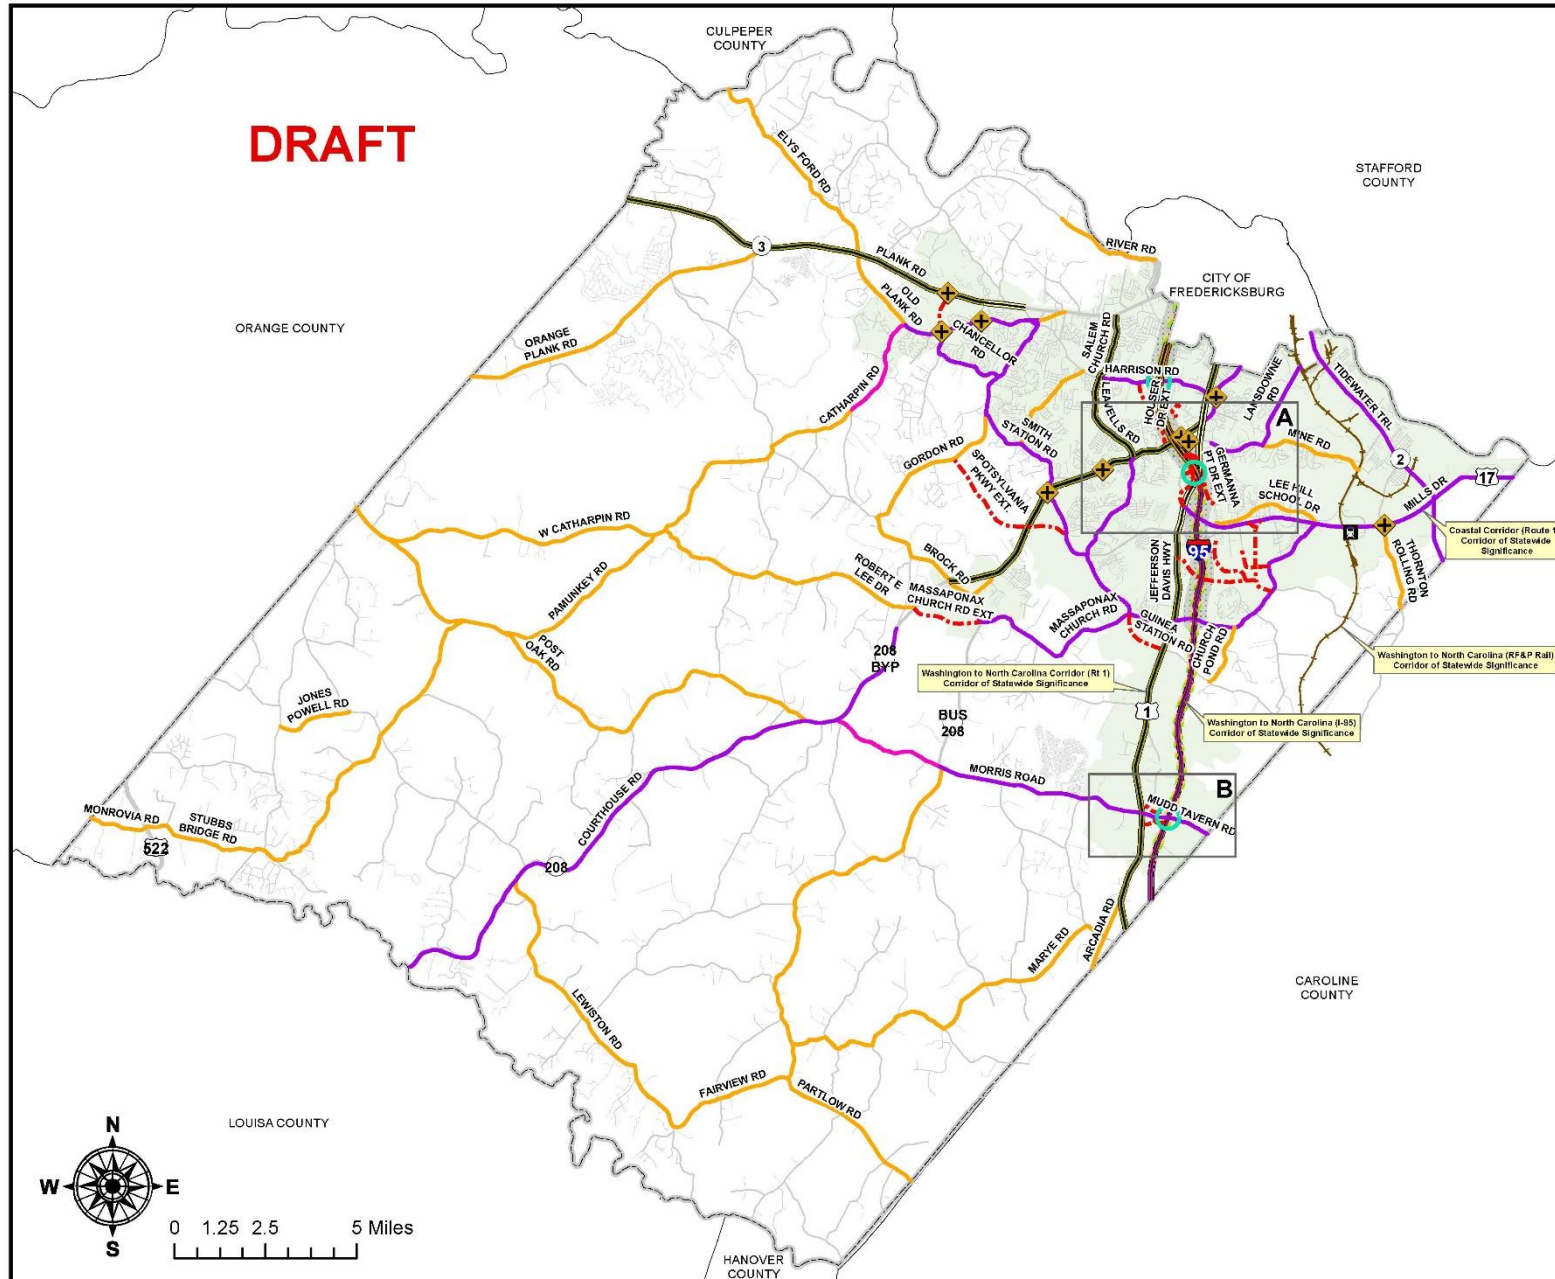 CULPEPER
COUNTY
DRAFT
STAFFORD
COUNTY
ELYS FORD RD
RIVER RD
3
PLANK RD
CITY OF
FREDERICKSBURG
OLD
PLANK RD
ORANGE COUNTY
ORANGE
PLANK RD
CHANCELLOR
RD
SALEM
CHURCH RD
HARRISON RD
HOUSER
DR EXT
LANSDOWNE
RD
TIDEWATER TRL
CATHARPIN RD
LEAVELLS RD
A
SMITH
STATION RD
MINE RD
GORDON RD
GERMANNA
PT DR EXT
2
SPOTSYLVANIA
PKWY EXT.
LEE HILL
SCHOOL DR
MILLS DR
17
W CATHARPIN RD
Coastal Corridor (Route 1
Corridor of Statewide
Significance
95
BROCK RD
JEFFERSON
DAVIS HWY
THORNTON
ROLLING RD
ROBERT E
LEE DR
PAMUNKEY RD
MASSAPONAX
CHURCH RD EXT
MASSAPONAX
CHURCH RD
GUINEA
STATION RD
CHURCH
POND RD
POST
OAK RD
208
BYP
Washington to North Carolina (RF&P Rail)
Corridor of Statewide Significance
Washington to North Carolina Corridor (Rt 1)
Corridor of Statewide Significance
JONES
POWELL RD
BUS
208
1
Washington to North Carolina (I-95)
Corridor of Statewide Significance
MORRIS ROAD
B
COURTHOUSE RD
MUDD TAVERN RD
MONROVIA RD
STUBBS
BRIDGE RD
522
208
ARCADIA RD
MARYE RD
CAROLINE
COUNTY
LEWISTON RD
FAIRVIEW RD
PARTLOW RD
LOUISA COUNTY
N
W
E
S
0 1.25 2.5 5 Miles
HANOVER
COUNTY